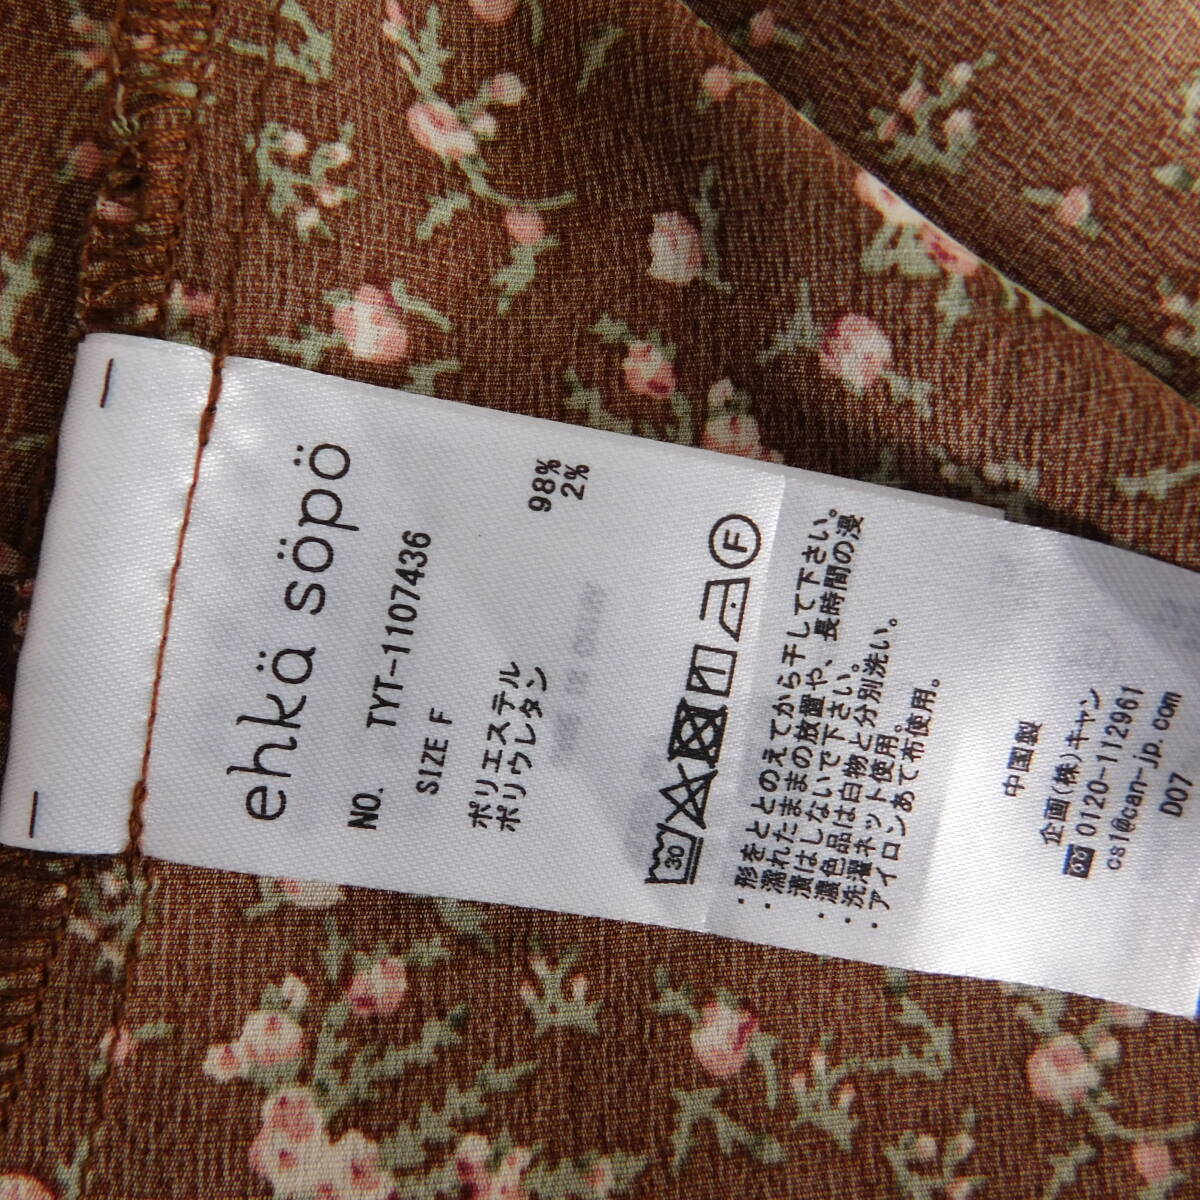 ehkä söpö
NO. TYT-1107436
SIZE F
ポリエステル 98%
ポリウレタン 2%
30 F
・形をととのえてから干して下さい。
・濡れたままの放置や、長時間の浸
漬はしないで下さい。
・濃色品は白物と分別洗い。
・洗濯ネット使用。
・アイロンあて布使用。
中国製
企画(株)キャン
0120-112961
cs1@can-jp.com
D07